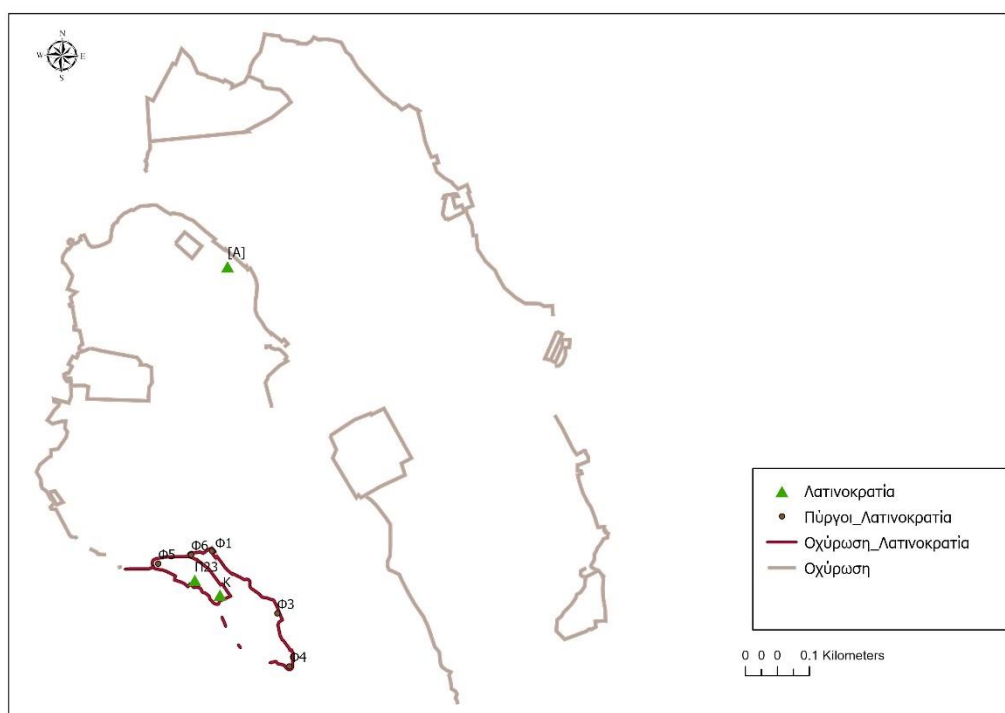 N
W E
S
[Α]
Φ5
Φ6
Φ1
Π23
Κ
Φ3
Φ4
Λατινοκρατία
Πύργοι_Λατινοκρατία
Οχύρωση_Λατινοκρατία
Οχύρωση
0 0 0 0.1 Kilometers